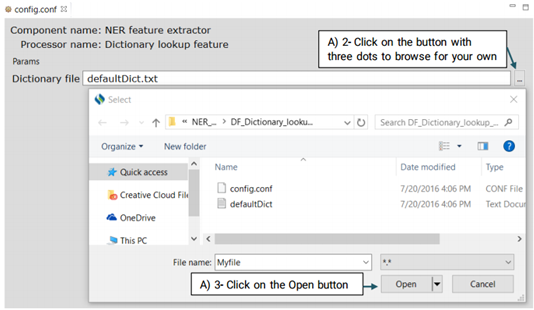 config.conf
Component name: NER feature extractor
Processor name: Dictionary lookup feature
A) 2- Click on the button with
three dots to browse for your own
Params
Dictionary file defaultDict.txt ...
Select
« NER_... > DF_Dictionary_looku... Search DF_Dictionary_lookup_...
Organize New folder
Name Date modified Type
Quick access
config.conf 7/20/2016 4:06 PM CONF File
Creative Cloud File
defaultDict 7/20/2016 4:06 PM Text Docu
OneDrive
This PC
File name: Myfile *.*
A) 3- Click on the Open button
Open Cancel